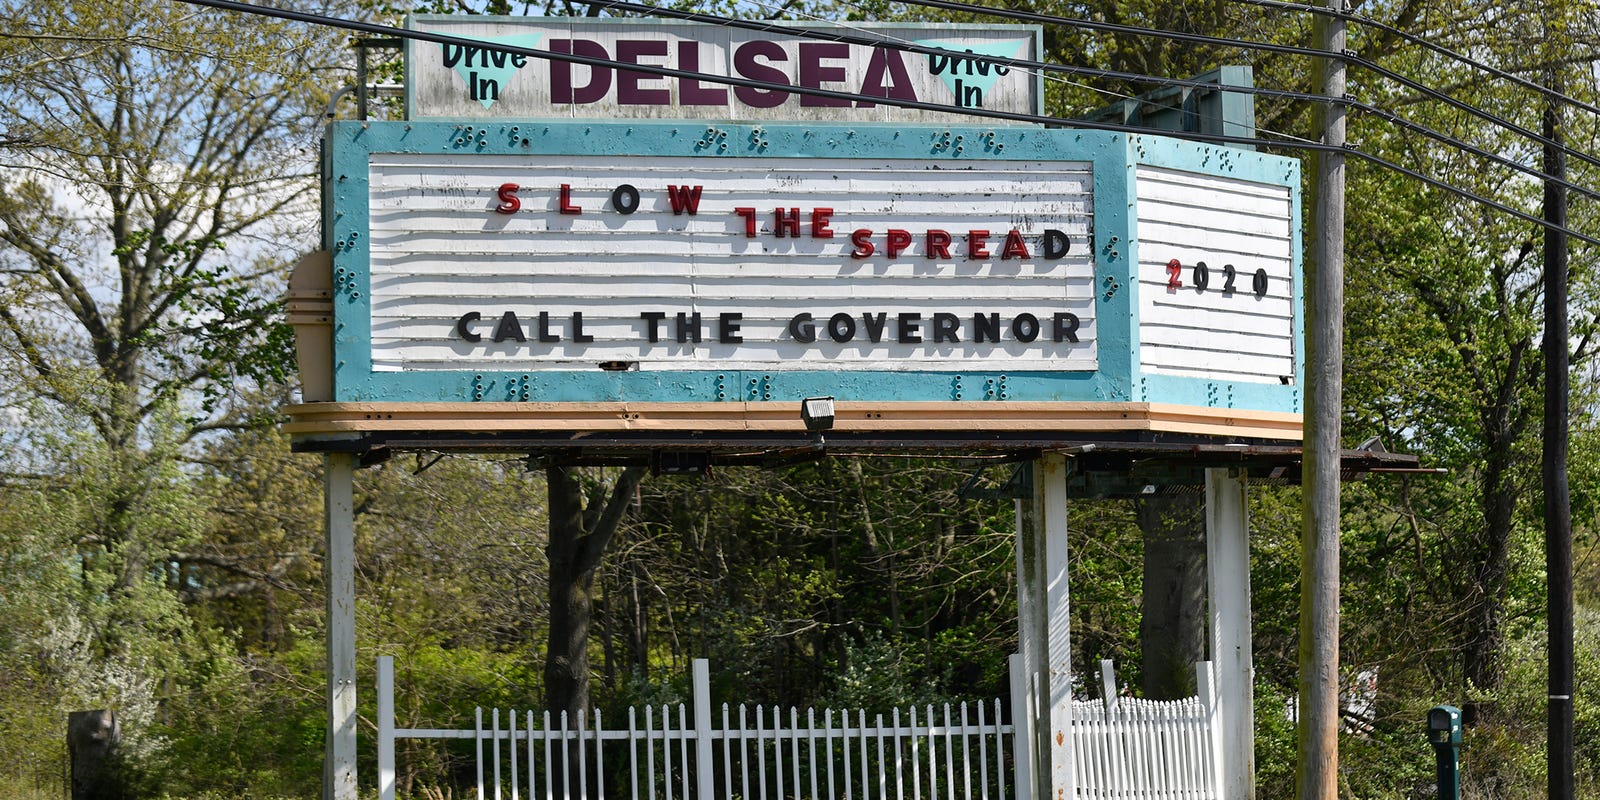 Drive In DELSEA Drive In
SLOW THE SPREAD
CALL THE GOVERNOR
2020